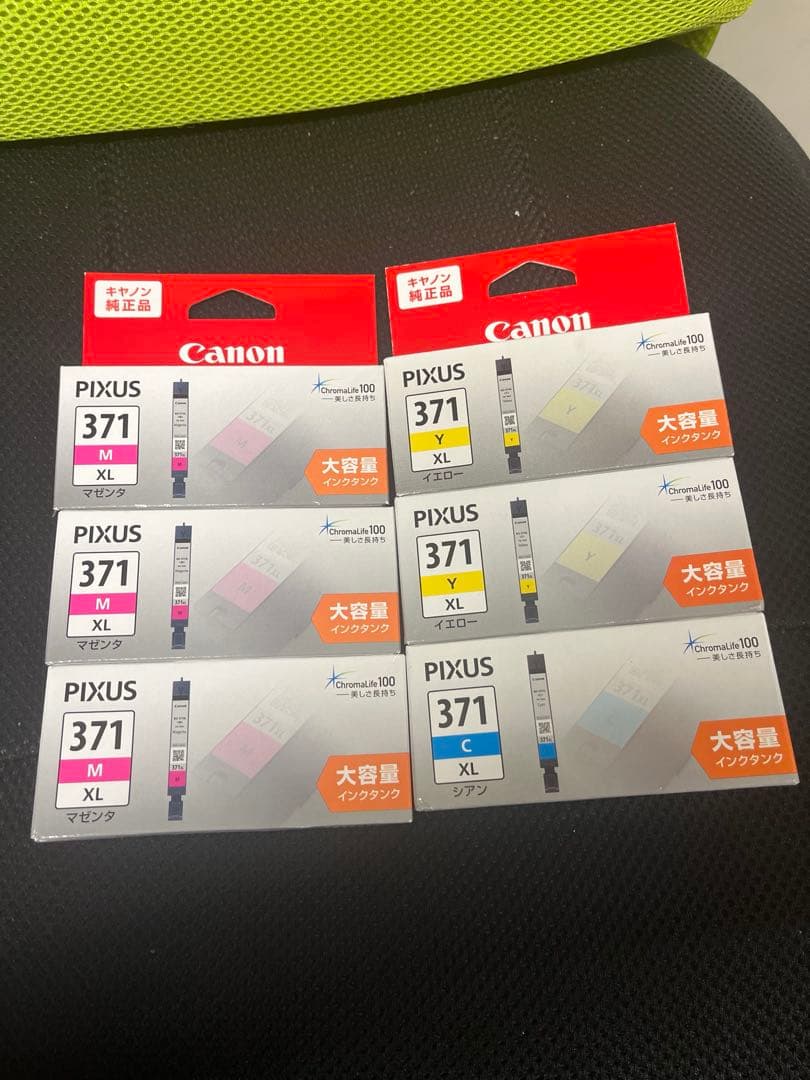 キヤノン
純正品
Canon
PIXUS
371
M
XL
マゼンタ
ChromaLife100
美しさ長持ち
371XL
大容量
インクタンク
PIXUS
371
M
XL
マゼンタ
ChromaLife100
美しさ長持ち
371XL
M
大容量
インクタンク
PIXUS
371
M
XL
マゼンタ
ChromaLife100
美しさ長持ち
371XL
M
大容量
インクタンク
キヤノン
純正品
Canon
PIXUS
371
Y
XL
イエロー
ChromaLife100
美しさ長持ち
371XL
Y
大容量
インクタンク
PIXUS
371
Y
XL
イエロー
ChromaLife100
美しさ長持ち
371XL
Y
大容量
インクタンク
PIXUS
371
C
XL
シアン
ChromaLife100
美しさ長持ち
371XL
大容量
インクタンク